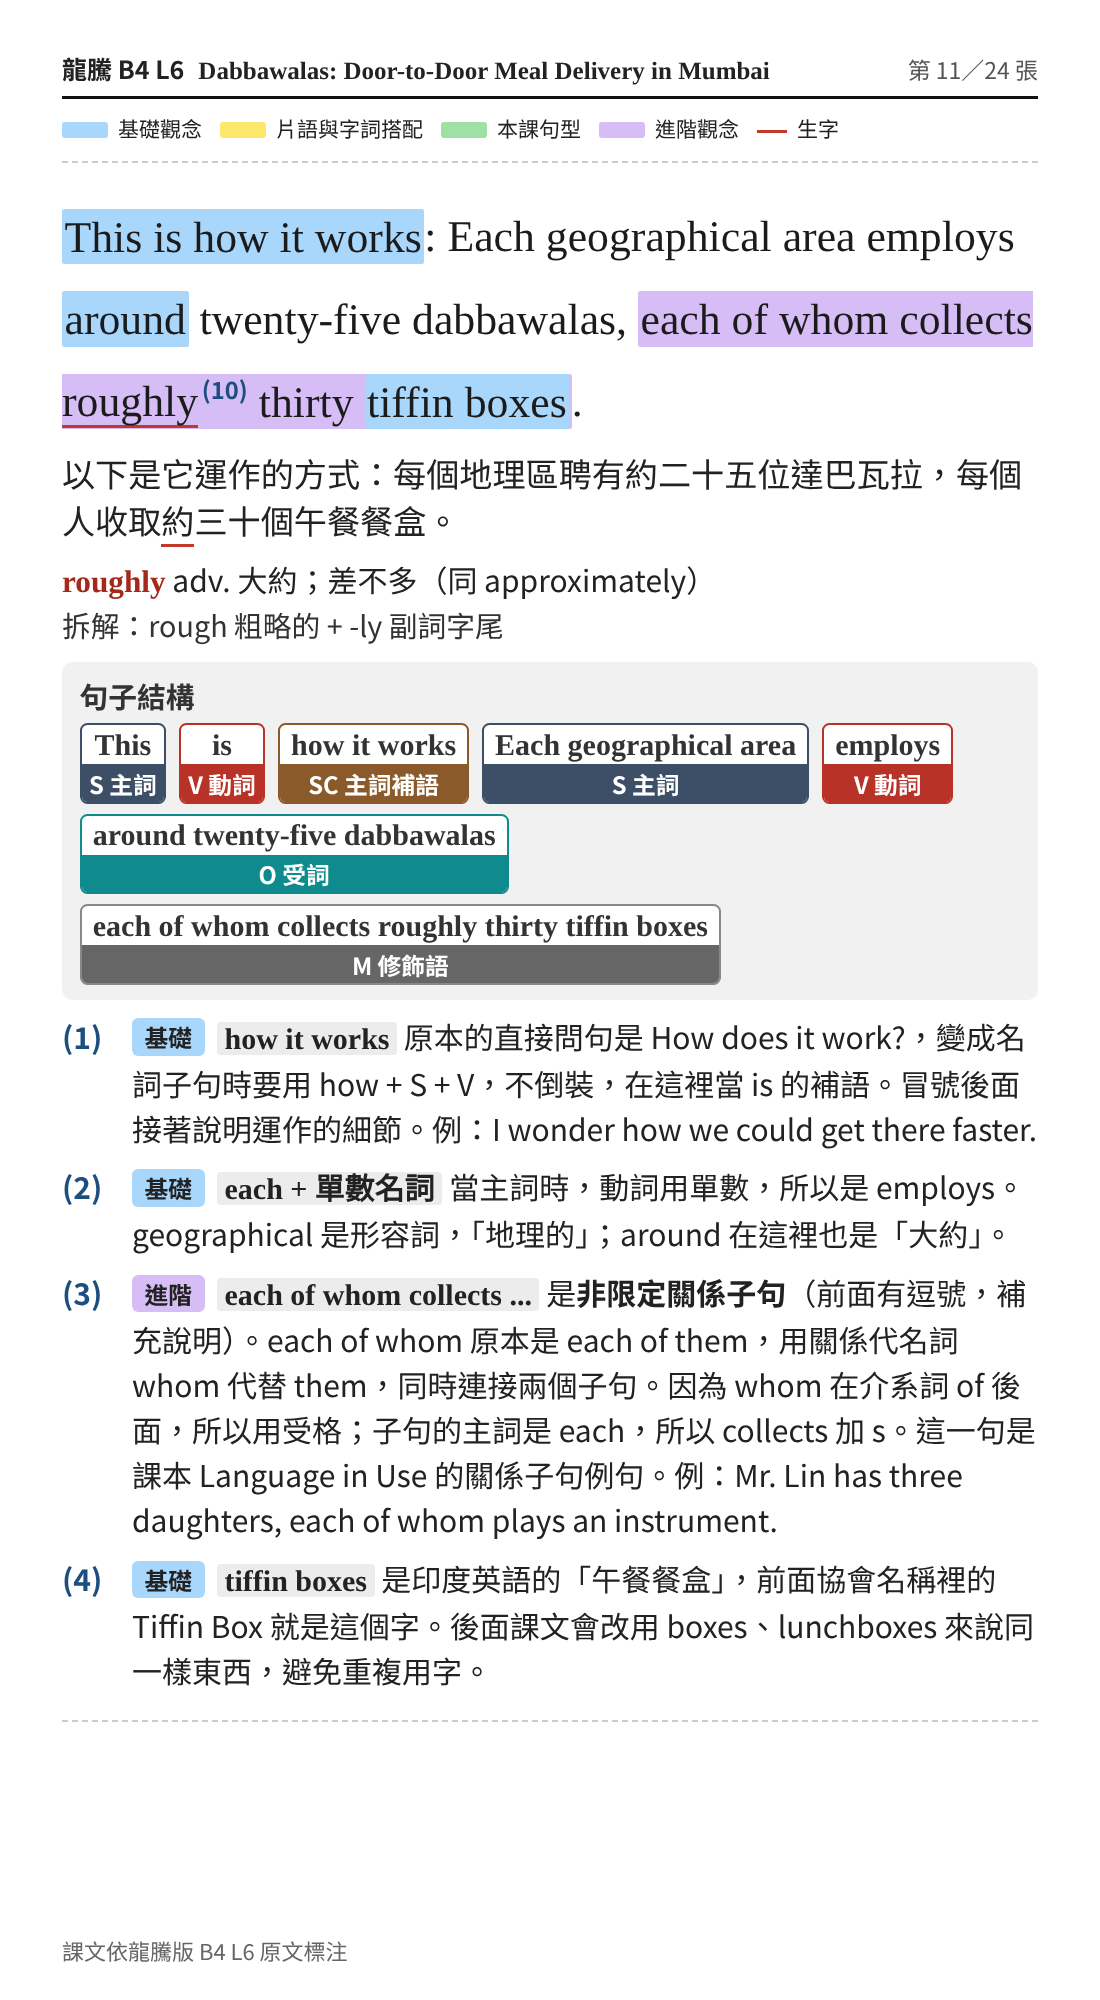 龍騰 B4 L6 Dabbawalas: Door-to-Door Meal Delivery in Mumbai 第 11／24 張
基礎觀念 片語與字詞搭配 本課句型 進階觀念 生字
This is how it works: Each geographical area employs
around twenty-five dabbawalas, each of whom collects
roughly(10) thirty tiffin boxes.
以下是它運作的方式：每個地理區聘有約二十五位達巴瓦拉，每個
人收取約三十個午餐餐盒。
roughly adv. 大約；差不多（同 approximately）
拆解：rough 粗略的 + -ly 副詞字尾
句子結構
This is how it works Each geographical area employs
S 主詞 V 動詞 SC 主詞補語 S 主詞 V 動詞
around twenty-five dabbawalas
O 受詞
each of whom collects roughly thirty tiffin boxes
M 修飾語
(1) 基礎 how it works 原本的直接問句是 How does it work?，變成名
詞子句時要用 how + S + V，不倒裝，在這裡當 is 的補語。冒號後面
接著說明運作的細節。例：I wonder how we could get there faster.
(2) 基礎 each + 單數名詞 當主詞時，動詞用單數，所以是 employs。
geographical 是形容詞，「地理的」；around 在這裡也是「大約」。
(3) 進階 each of whom collects ... 是非限定關係子句（前面有逗號，補
充說明）。each of whom 原本是 each of them，用關係代名詞
whom 代替 them，同時連接兩個子句。因為 whom 在介系詞 of 後
面，所以用受格；子句的主詞是 each，所以 collects 加 s。這一句是
課本 Language in Use 的關係子句例句。例：Mr. Lin has three
daughters, each of whom plays an instrument.
(4) 基礎 tiffin boxes 是印度英語的「午餐餐盒」，前面協會名稱裡的
Tiffin Box 就是這個字。後面課文會改用 boxes、lunchboxes 來說同
一樣東西，避免重複用字。
課文依龍騰版 B4 L6 原文標注